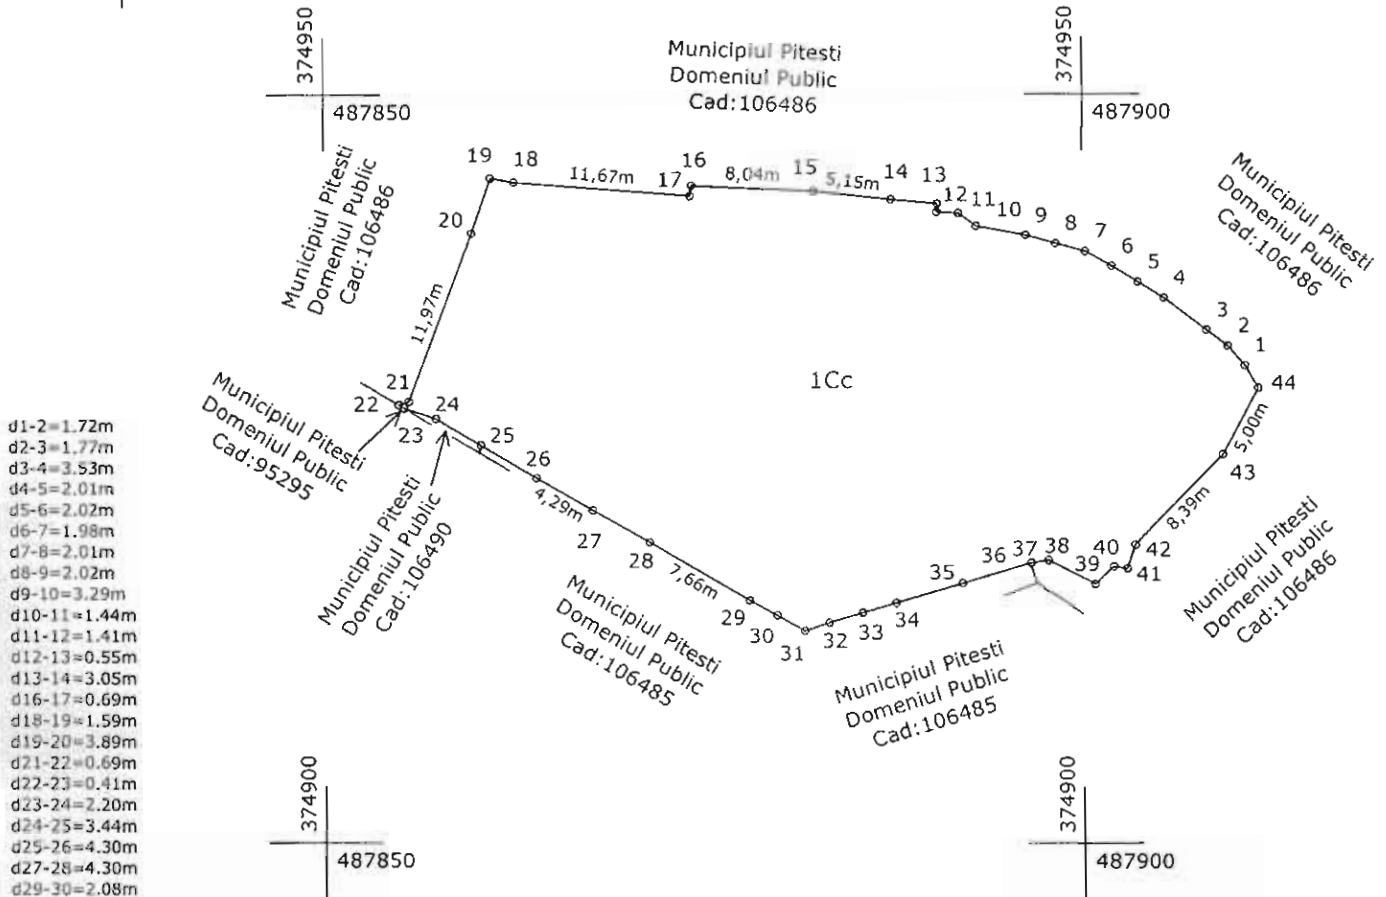 374950
487850
Municipiul Pitesti
Domeniul Public
Cad:106486
374950
487900
Municipiul Pitesti
Domeniul Public
Cad:106486
19
18
11,67m
17
16
8,04m
15
5,15m
14
13
12
11
10
9
8
7
6
5
4
3
2
1
44
Municipiul Pitesti
Domeniul Public
Cad:106486
20
11,97m
1Cc
21
22
23
24
25
26
4,29m
27
28
7,66m
29
30
31
32
33
34
35
36
37
38
39
40
41
42
8,39m
43
5,00m
Municipiul Pitesti
Domeniul Public
Cad:95295
Municipiul Pitesti
Domeniul Public
Cad:106490
Municipiul Pitesti
Domeniul Public
Cad:106485
Municipiul Pitesti
Domeniul Public
Cad:106485
Municipiul Pitesti
Domeniul Public
Cad:106486
d1-2=1.72m
d2-3=1.77m
d3-4=3.53m
d4-5=2.01m
d5-6=2.02m
d6-7=1.98m
d7-8=2.01m
d8-9=2.02m
d9-10=3.29m
d10-11=1.44m
d11-12=1.41m
d12-13=0.55m
d13-14=3.05m
d16-17=0.69m
d18-19=1.59m
d19-20=3.89m
d21-22=0.69m
d22-23=0.41m
d23-24=2.20m
d24-25=3.44m
d25-26=4.30m
d27-28=4.30m
d29-30=2.08m
374900
487850
374900
487900